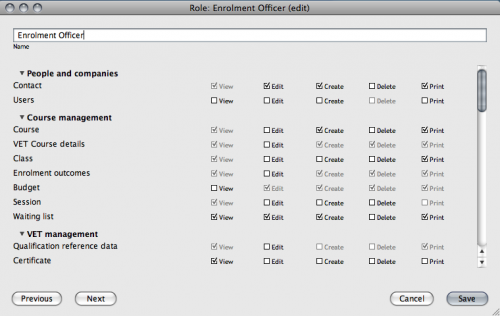 Role: Enrolment Officer (edit)
Enrolment Officer
Name
People and companies
Contact View Edit Create Delete Print
Users View Edit Create Delete Print
Course management
Course View Edit Create Delete Print
VET Course details View Edit Create Delete Print
Class View Edit Create Delete Print
Enrolment outcomes View Edit Create Delete Print
Budget View Edit Create Delete Print
Session View Edit Create Delete Print
Waiting list View Edit Create Delete Print
VET management
Qualification reference data View Edit Create Delete Print
Certificate View Edit Create Delete Print
Previous Next Cancel Save